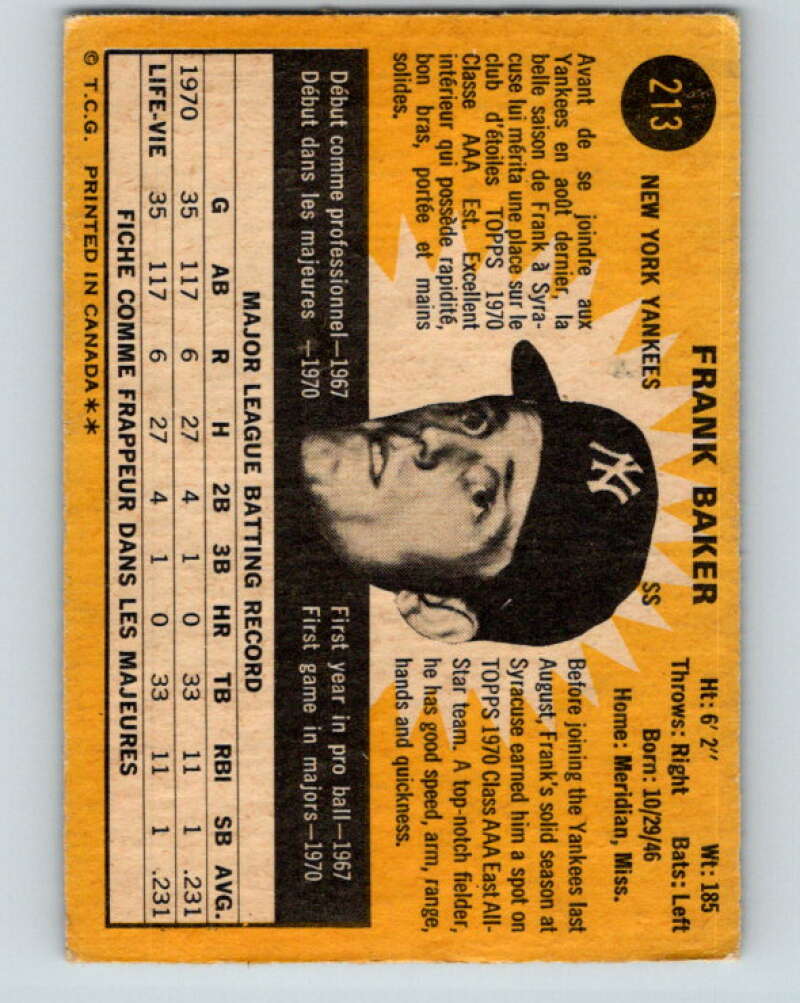 213
FRANK BAKER
NEW YORK YANKEES SS
Ht: 6' 2" Wt: 185
Throws: Right Bats: Left
Born: 10/29/46
Home: Meridian, Miss.
Avant de se joindre aux
Yankees en août dernier, la
belle saison de Frank à Syra-
cuse lui mérita une place sur le
club d'étoiles TOPPS 1970
Classe AAA Est. Excellent
intérieur qui possède rapidité,
bon bras, portée et mains
solides.
NY
Before joining the Yankees last
August, Frank's solid season at
Syracuse earned him a spot on
TOPPS 1970 Class AAA East All-
Star team. A top-notch fielder,
he has good speed, arm, range,
hands and quickness.
Début comme professionnel—1967
Début dans les majeures —1970
First year in pro ball—1967
First game in majors—1970
MAJOR LEAGUE BATTING RECORD
G AB R H 2B 3B HR TB RBI SB AVG.
1970 35 117 6 27 4 1 0 33 11 1 .231
LIFE-VIE 35 117 6 27 4 1 0 33 11 1 .231
FICHE COMME FRAPPEUR DANS LES MAJEURES
© T.C.G. PRINTED IN CANADA**